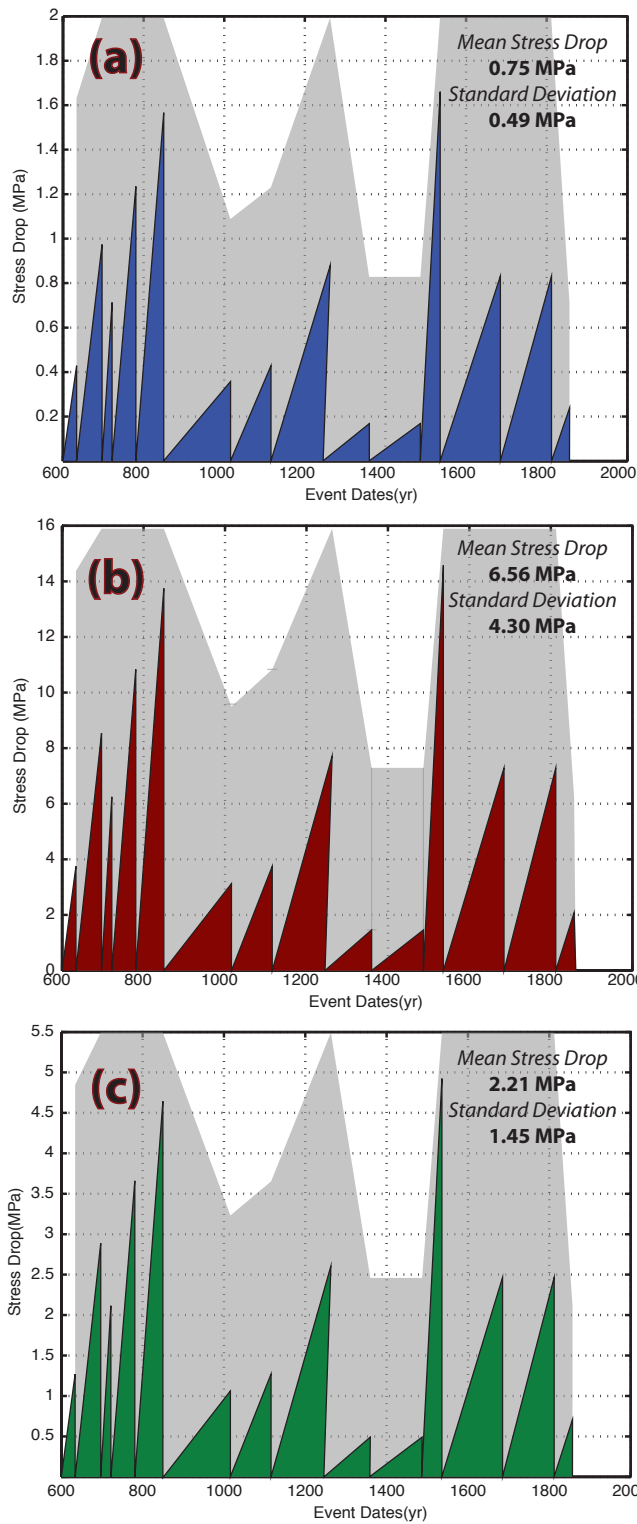 (a)
Mean Stress Drop
0.75 MPa
Standard Deviation
0.49 MPa
Stress Drop (MPa)
2
1.8
1.6
1.4
1.2
1
0.8
0.6
0.4
0.2
600 800 1000 1200 1400 1600 1800 2000
Event Dates(yr)
(b)
Mean Stress Drop
6.56 MPa
Standard Deviation
4.30 MPa
Stress Drop (MPa)
16
14
12
10
8
6
4
2
0
600 800 1000 1200 1400 1600 1800 2000
Event Dates(yr)
(c)
Mean Stress Drop
2.21 MPa
Standard Deviation
1.45 MPa
Stress Drop(MPa)
5.5
5
4.5
4
3.5
3
2.5
2
1.5
1
0.5
600 800 1000 1200 1400 1600 1800 200
Event Dates(yr)